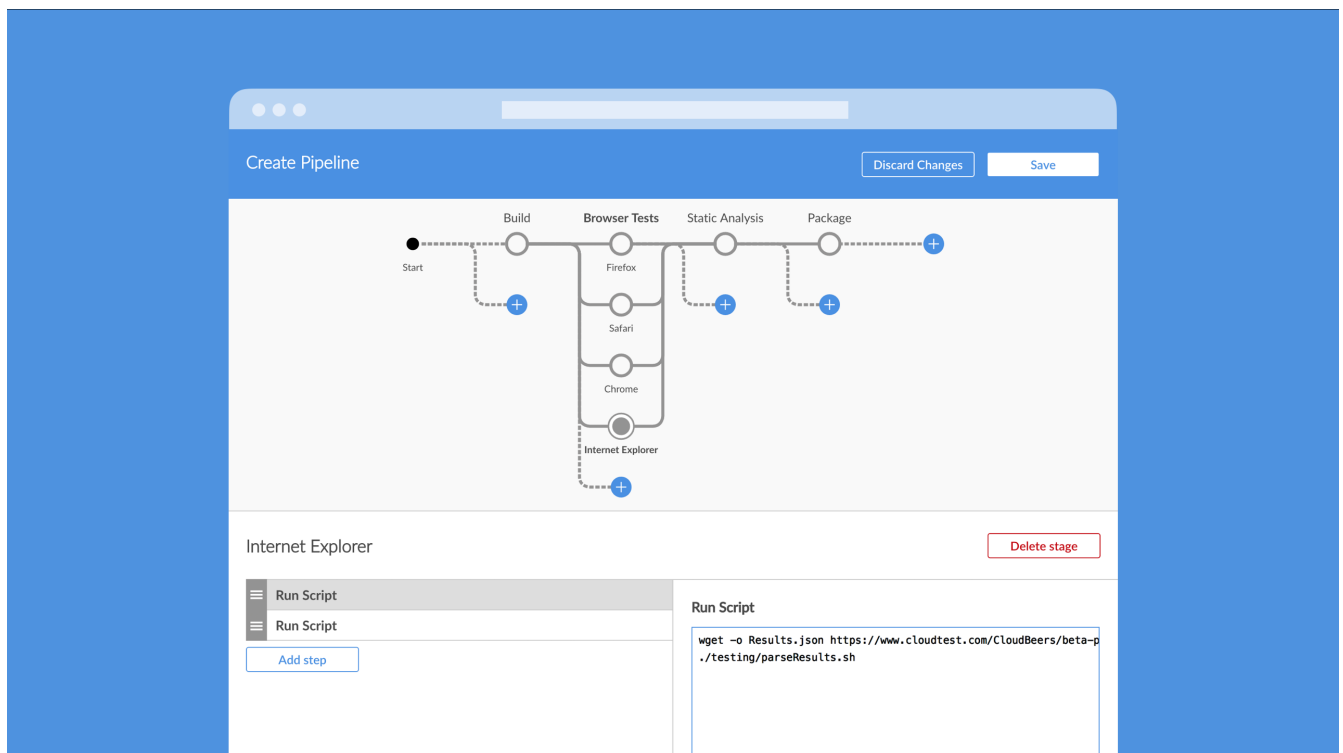 Create Pipeline
Discard Changes
Save
Build
Browser Tests
Static Analysis
Package
Start
Firefox
Safari
Chrome
Internet Explorer
Internet Explorer
Delete stage
Run Script
Run Script
Add step
Run Script
wget -o Results.json https://www.cloudtest.com/CloudBeers/beta-p
./testing/parseResults.sh